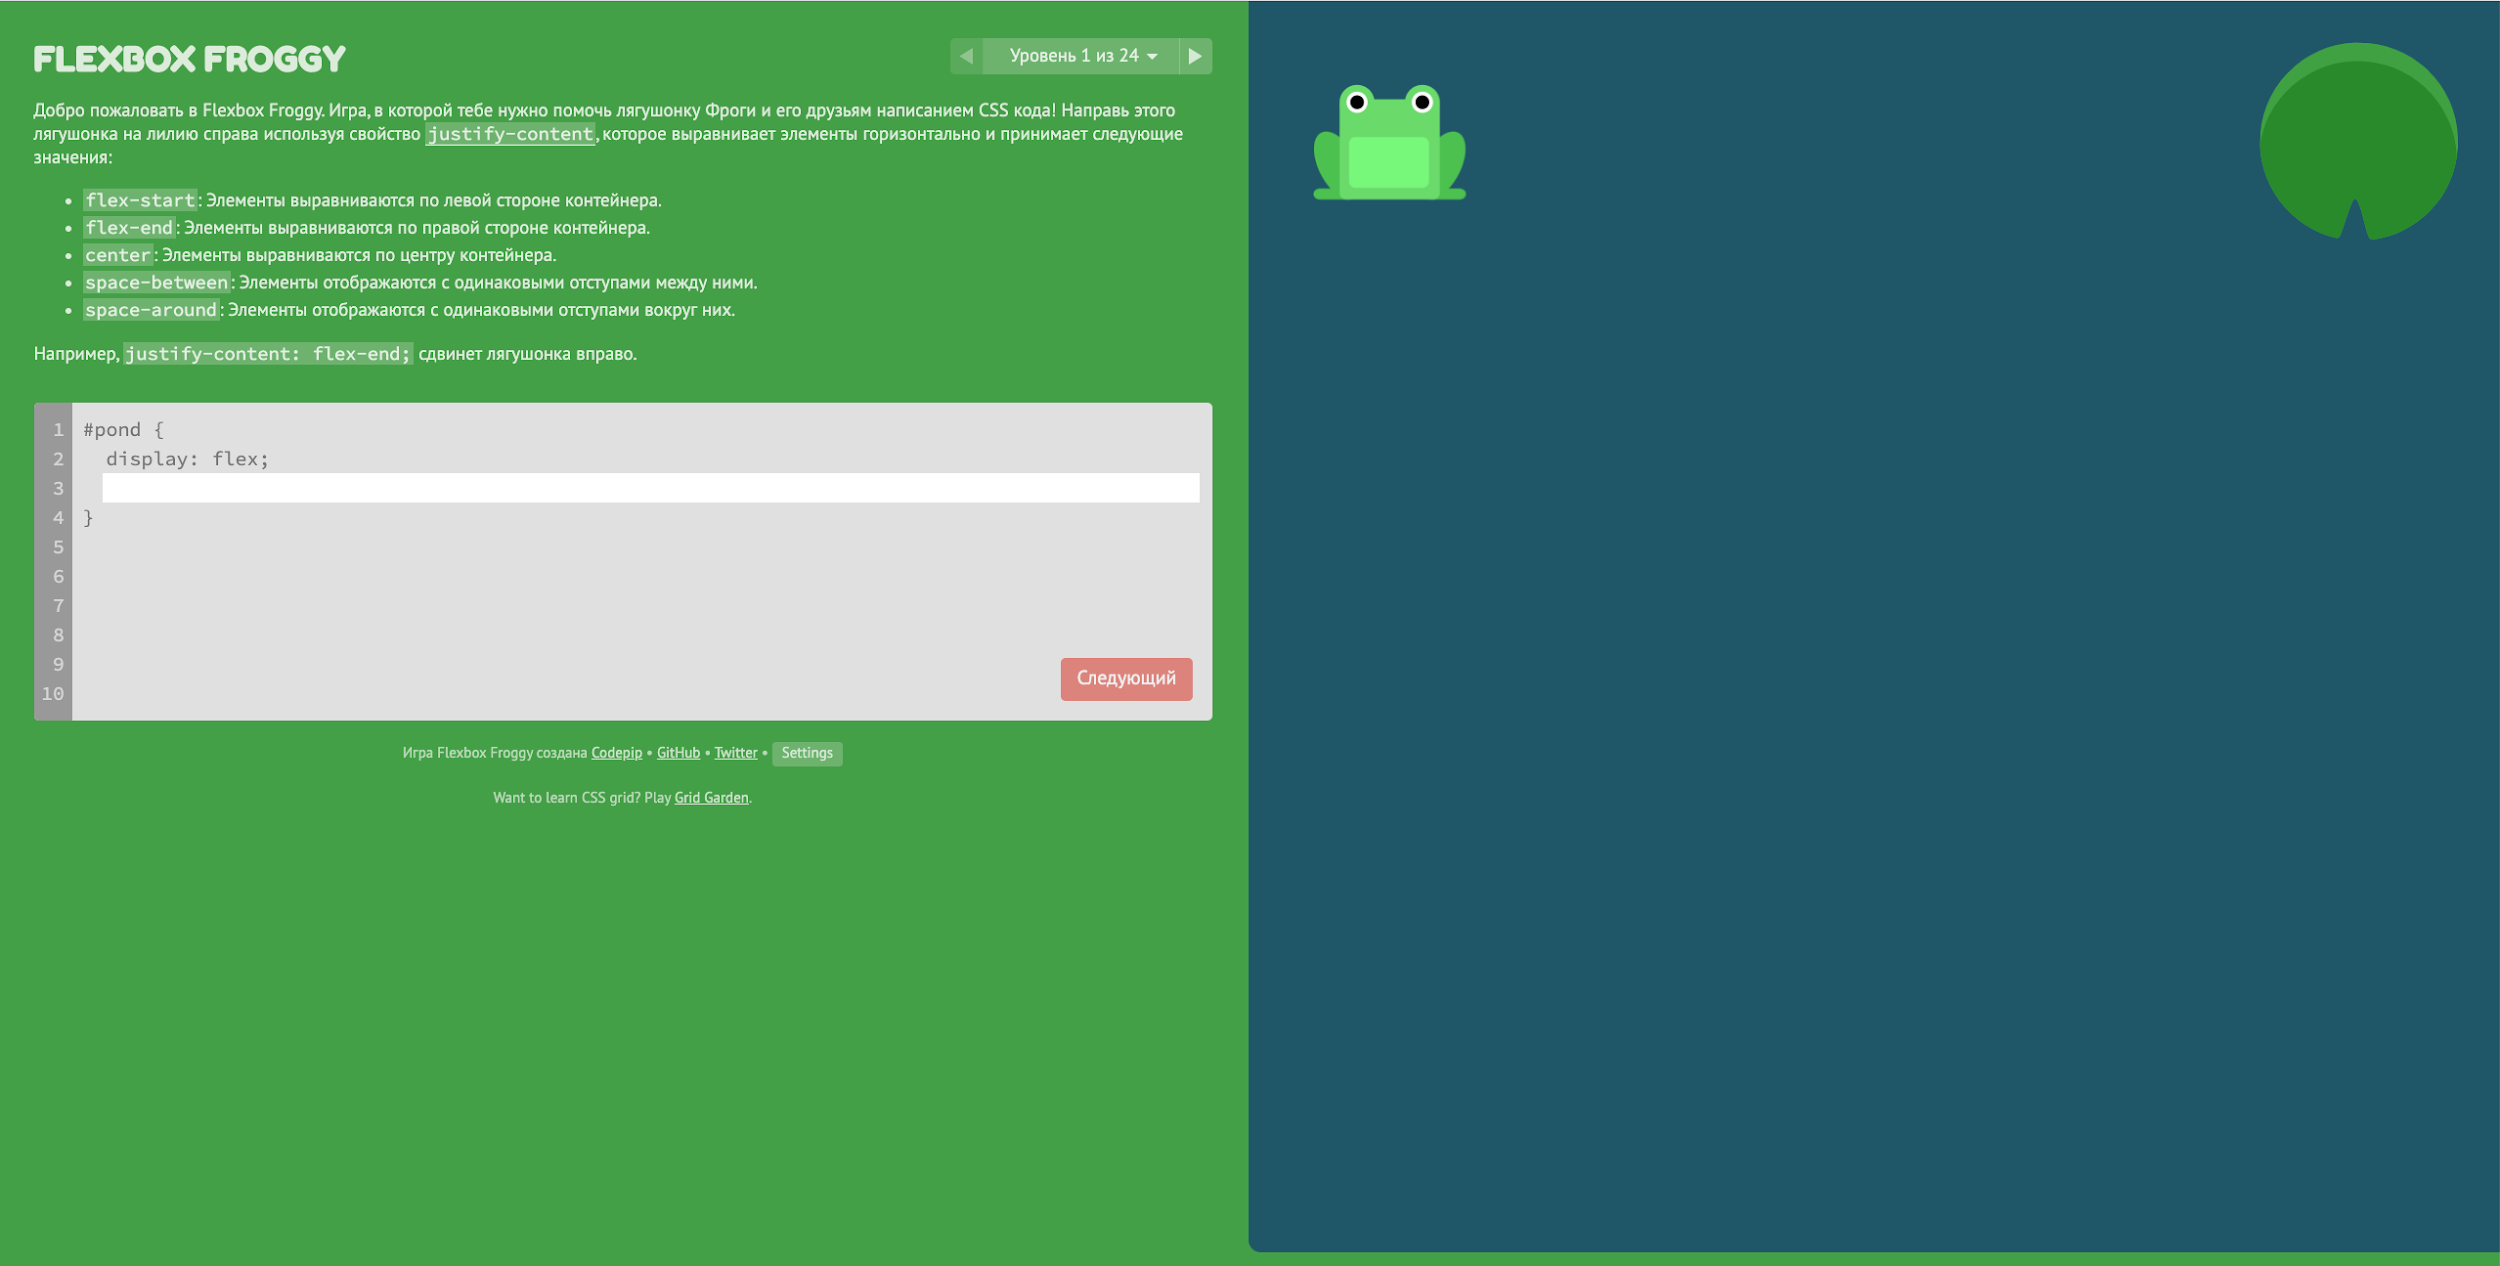 FLEXBOX FROGGY
Уровень 1 из 24
Добро пожаловать в Flexbox Froggy. Игра, в которой тебе нужно помочь лягушонку Фроги и его друзьям написанием CSS кода! Направь этого
лягушонка на лилию справа используя свойство justify-content, которое выравнивает элементы горизонтально и принимает следующие
значения:
• flex-start: Элементы выравниваются по левой стороне контейнера.
• flex-end: Элементы выравниваются по правой стороне контейнера.
• center: Элементы выравниваются по центру контейнера.
• space-between: Элементы отображаются с одинаковыми отступами между ними.
• space-around: Элементы отображаются с одинаковыми отступами вокруг них.
Например, justify-content: flex-end; сдвинет лягушонка вправо.
1 #pond {
2 display: flex;
3
4 }
5
6
7
8
9
10
Следующий
Игра Flexbox Froggy создана Codepip • GitHub • Twitter • Settings
Want to learn CSS grid? Play Grid Garden.